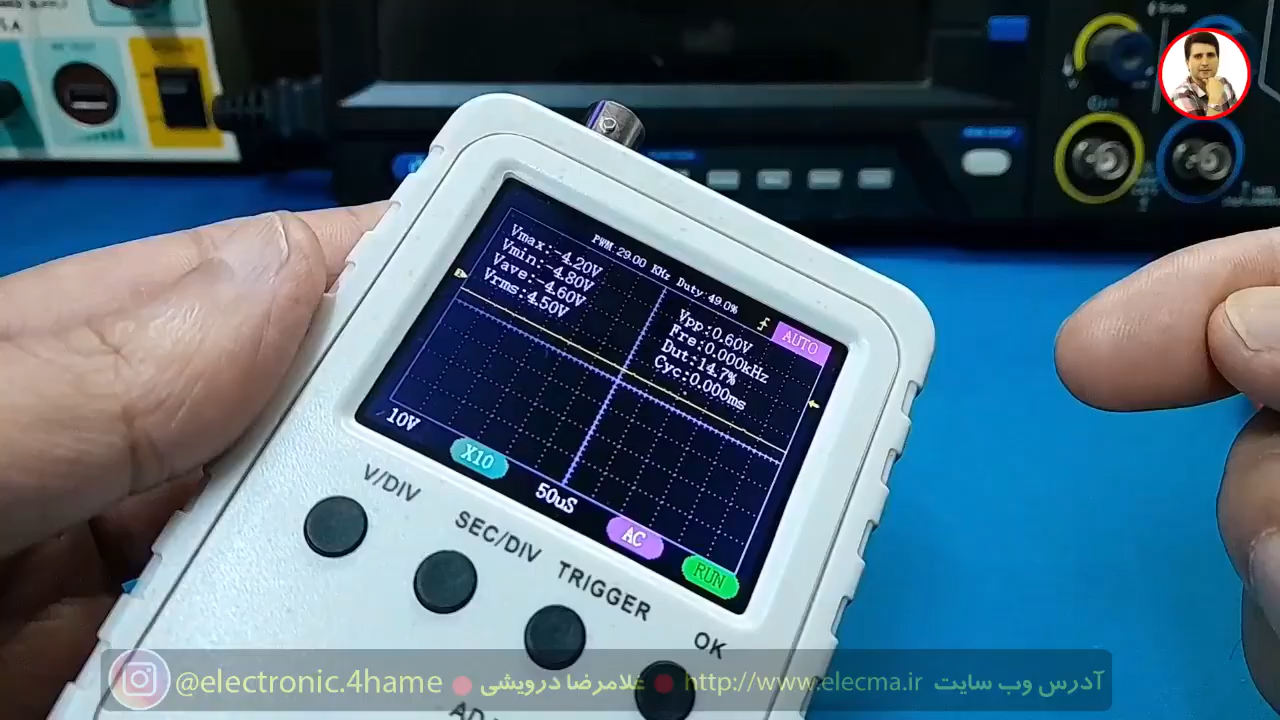 PWM:29.00 KHz Duty:49.0%
Vmax:-4.20V
Vmin:-4.80V
Vave:-4.60V
Vrms:4.50V
AUTO
Vpp:0.60V
Fre:0.000kHz
Dut:14.7%
Cyc:0.000ms
10V
X10
50uS
AC
RUN
V/DIV
SEC/DIV
TRIGGER
OK
@electronic.4hame غلامرضا درویشی http://www.elecma.ir آدرس وب سایت